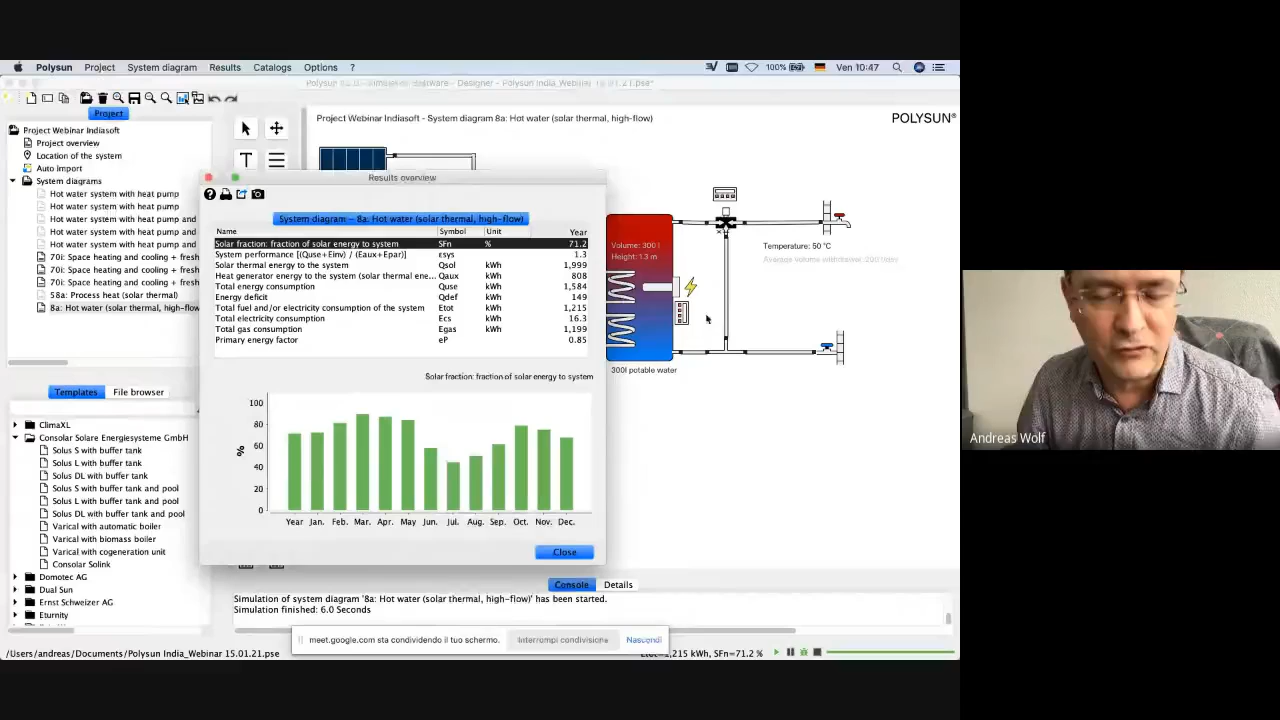 Polysun Project System diagram Results Catalogs Options ?
100% Ven 10:47
Designer - Polysun India_Webinar
Project
Project Webinar Indiasoft
Project overview
Location of the system
Auto import
System diagrams
Hot water system with heat pump
Hot water system with heat pump
Hot water system with heat pump and
Hot water system with heat pump and
Hot water system with heat pump and
70i: Space heating and cooling + fresh
70i: Space heating and cooling + fresh
70i: Space heating and cooling + fresh
58a: Process heat (solar thermal)
8a: Hot water (solar thermal, high-flow)
Templates File browser
ClimaXL
Consolar Solare Energiesysteme GmbH
Solus S with buffer tank
Solus L with buffer tank
Solus DL with buffer tank
Solus S with buffer tank and pool
Solus L with buffer tank and pool
Solus DL with buffer tank and pool
Varical with automatic boiler
Varical with biomass boiler
Varical with cogeneration unit
Consolar Solink
Domotec AG
Dual Sun
Ernst Schweizer AG
Eturnity
T
Project Webinar Indiasoft - System diagram 8a: Hot water (solar thermal, high-flow)
POLYSUN®
Results overview
System diagram - 8a: Hot water (solar thermal, high-flow)
Name Symbol Unit Year
Solar fraction: fraction of solar energy to system SFn % 71.2
System performance [(Quse+Einv) / (Eaux+Epar)] εsys 1.3
Solar thermal energy to the system Qsol kWh 1,999
Heat generator energy to the system (solar thermal ene... Qaux kWh 808
Total energy consumption Quse kWh 1,584
Energy deficit Qdef kWh 149
Total fuel and/or electricity consumption of the system Etot kWh 1,215
Total electricity consumption Ecs kWh 16.3
Total gas consumption Egas kWh 1,199
Primary energy factor eP 0.85
Solar fraction: fraction of solar energy to system
100
80
60
40
20
0
%
Year Jan. Feb. Mar. Apr. May Jun. Jul. Aug. Sep. Oct. Nov. Dec.
Close
Volume: 300 l
Height: 1.3 m
300l potable water
Temperature: 50 °C
Average volume withdrawn: 200 l/day
Console Details
Simulation of system diagram '8a: Hot water (solar thermal, high-flow)' has been started.
Simulation finished: 6.0 Seconds
meet.google.com sta condividendo il tuo schermo. Interrompi condivisione Nascondi
/Users/andreas/Documents/Polysun India_Webinar 15.01.21.pse
Etot=1,215 kWh, SFn=71.2 %
Andreas Wolf